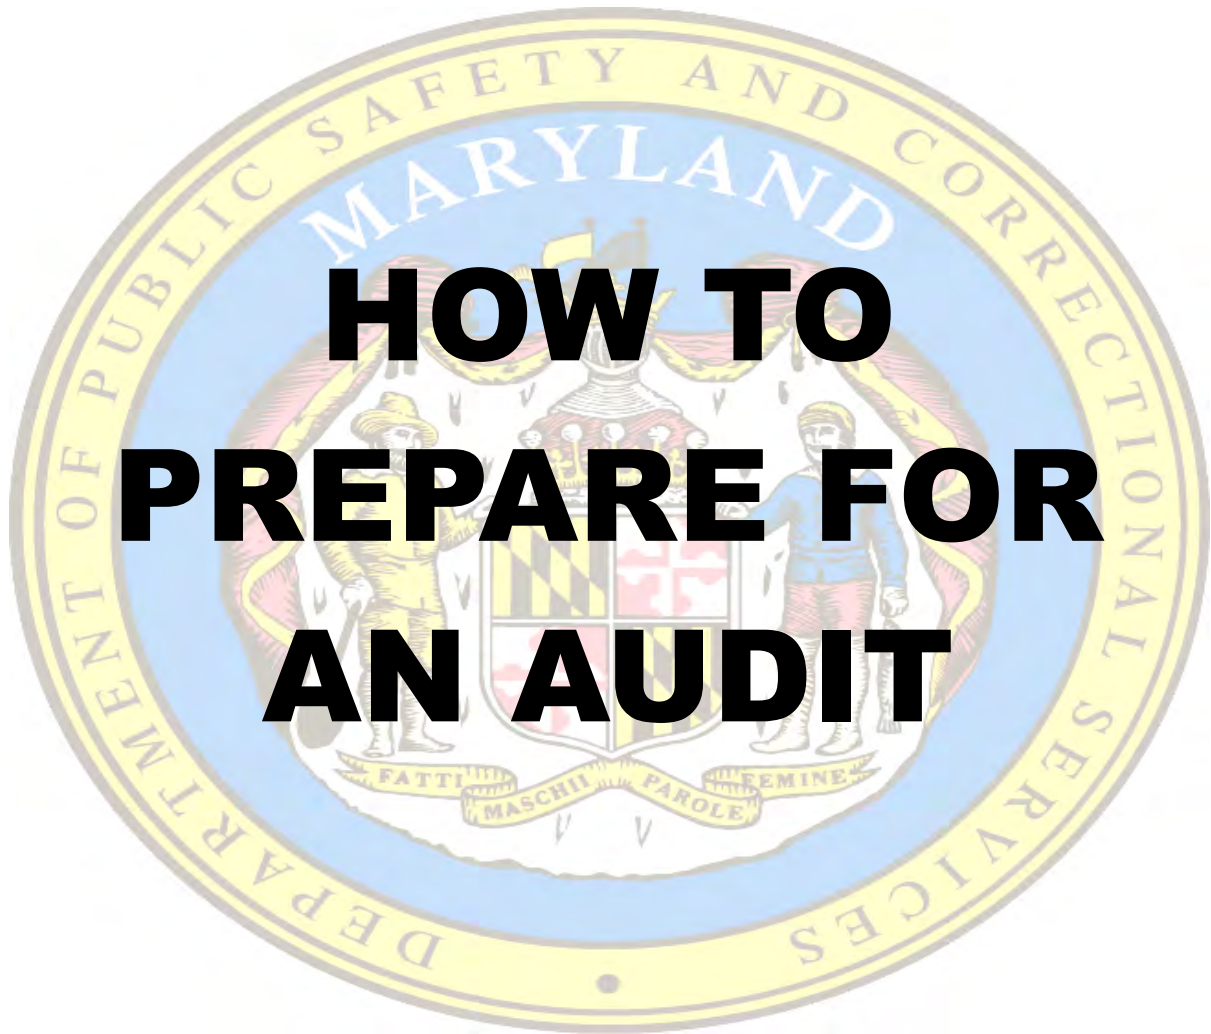 DEPARTMENT OF PUBLIC SAFETY AND CORRECTIONAL SERVICES
MARYLAND
HOW TO
PREPARE FOR
AN AUDIT
FATTI MASCHII PAROLE FEMINE